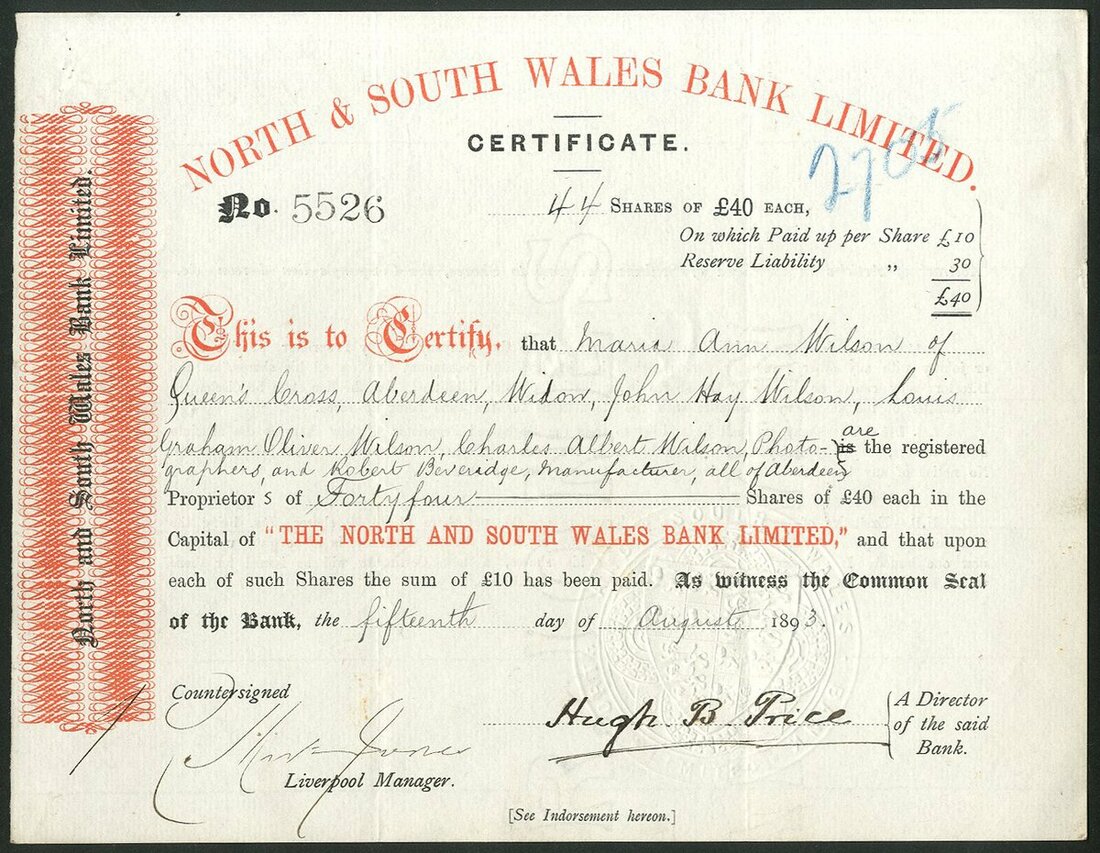 NORTH & SOUTH WALES BANK LIMITED.
CERTIFICATE.
2705
No. 5526
44 SHARES OF £40 EACH,
On which Paid up per Share £10
Reserve Liability „ 30
£40
This is to Certify, that Maria Ann Wilson of
Queen's Cross, Aberdeen, Widow, John Hay Wilson, Louis
Graham Oliver Wilson, Charles Albert Wilson, Photo- is are the registered
graphers, and Robert Beveridge, Manufacturer, all of Aberdeen
Proprietor s of Forty four Shares of £40 each in the
Capital of "THE NORTH AND SOUTH WALES BANK LIMITED," and that upon
each of such Shares the sum of £10 has been paid. As witness the Common Seal
of the Bank, the fifteenth day of August 1893.
Countersigned
Jones
Liverpool Manager.
Hugh B. Price
A Director
of the said
Bank.
[See Indorsement hereon.]
North and South Wales Bank Limited.